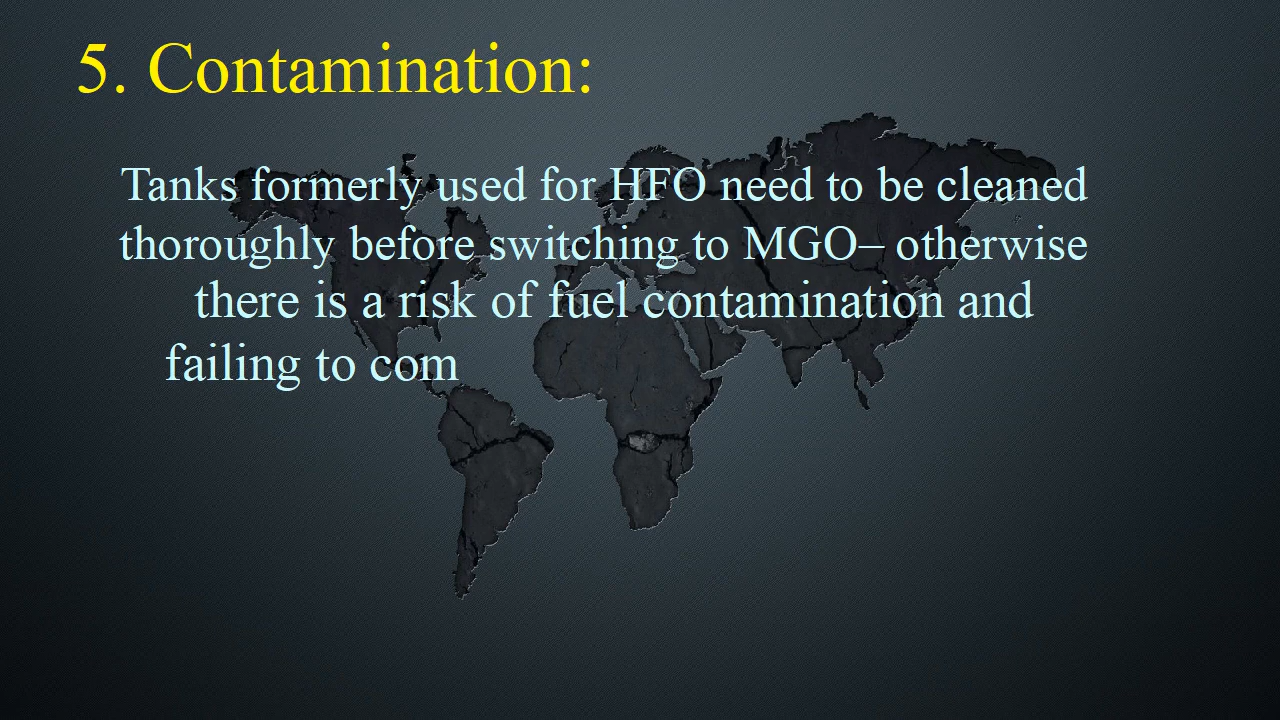 5. Contamination:
Tanks formerly used for HFO need to be cleaned
thoroughly before switching to MGO– otherwise
there is a risk of fuel contamination and
failing to com